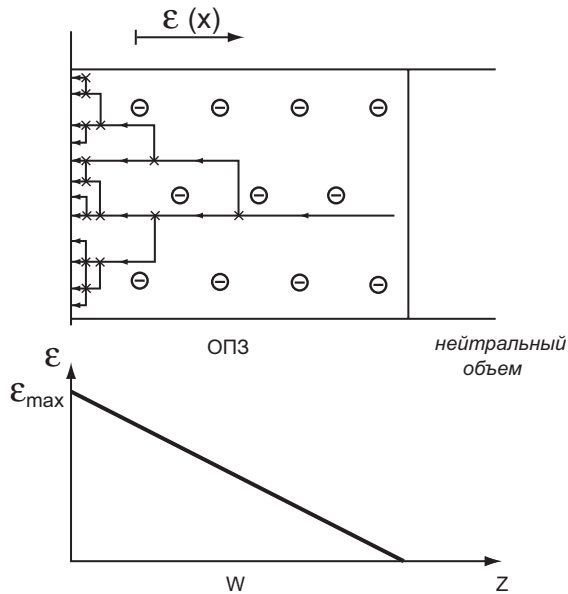 ε (x)
ОПЗ
нейтральный
объем
ε
εmax
W
Z